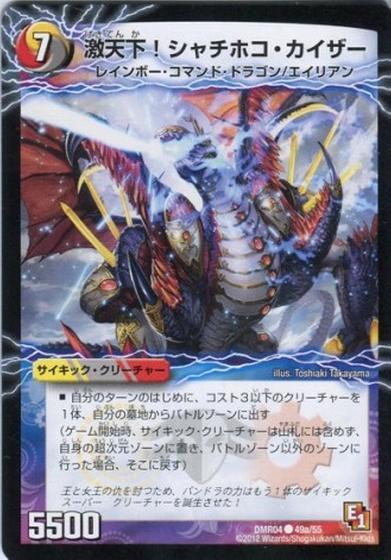 げきてんか
7
激天下!シャチホコ・カイザー
レインボー・コマンド・ドラゴン/エイリアン
illus. Toshiaki Takayama
サイキック・クリーチャー
■ 自分のターンのはじめに、コスト3以下のクリーチャーを
1体、自分の墓地からバトルゾーンに出す
(ゲーム開始時、サイキック・クリーチャーは山札には含めず、
自身の超次元ゾーンに置き、バトルゾーン以外のゾーンに
行った場合、そこに戻す)
王と女王の仇を討つため、パンドラの力はもう1体のサイキック
スーパー クリーチャーを誕生させた!
5500
E1
DMR04 ● 49a/55
©2012 Wizards/Shogakukan/Mitsui-Kids